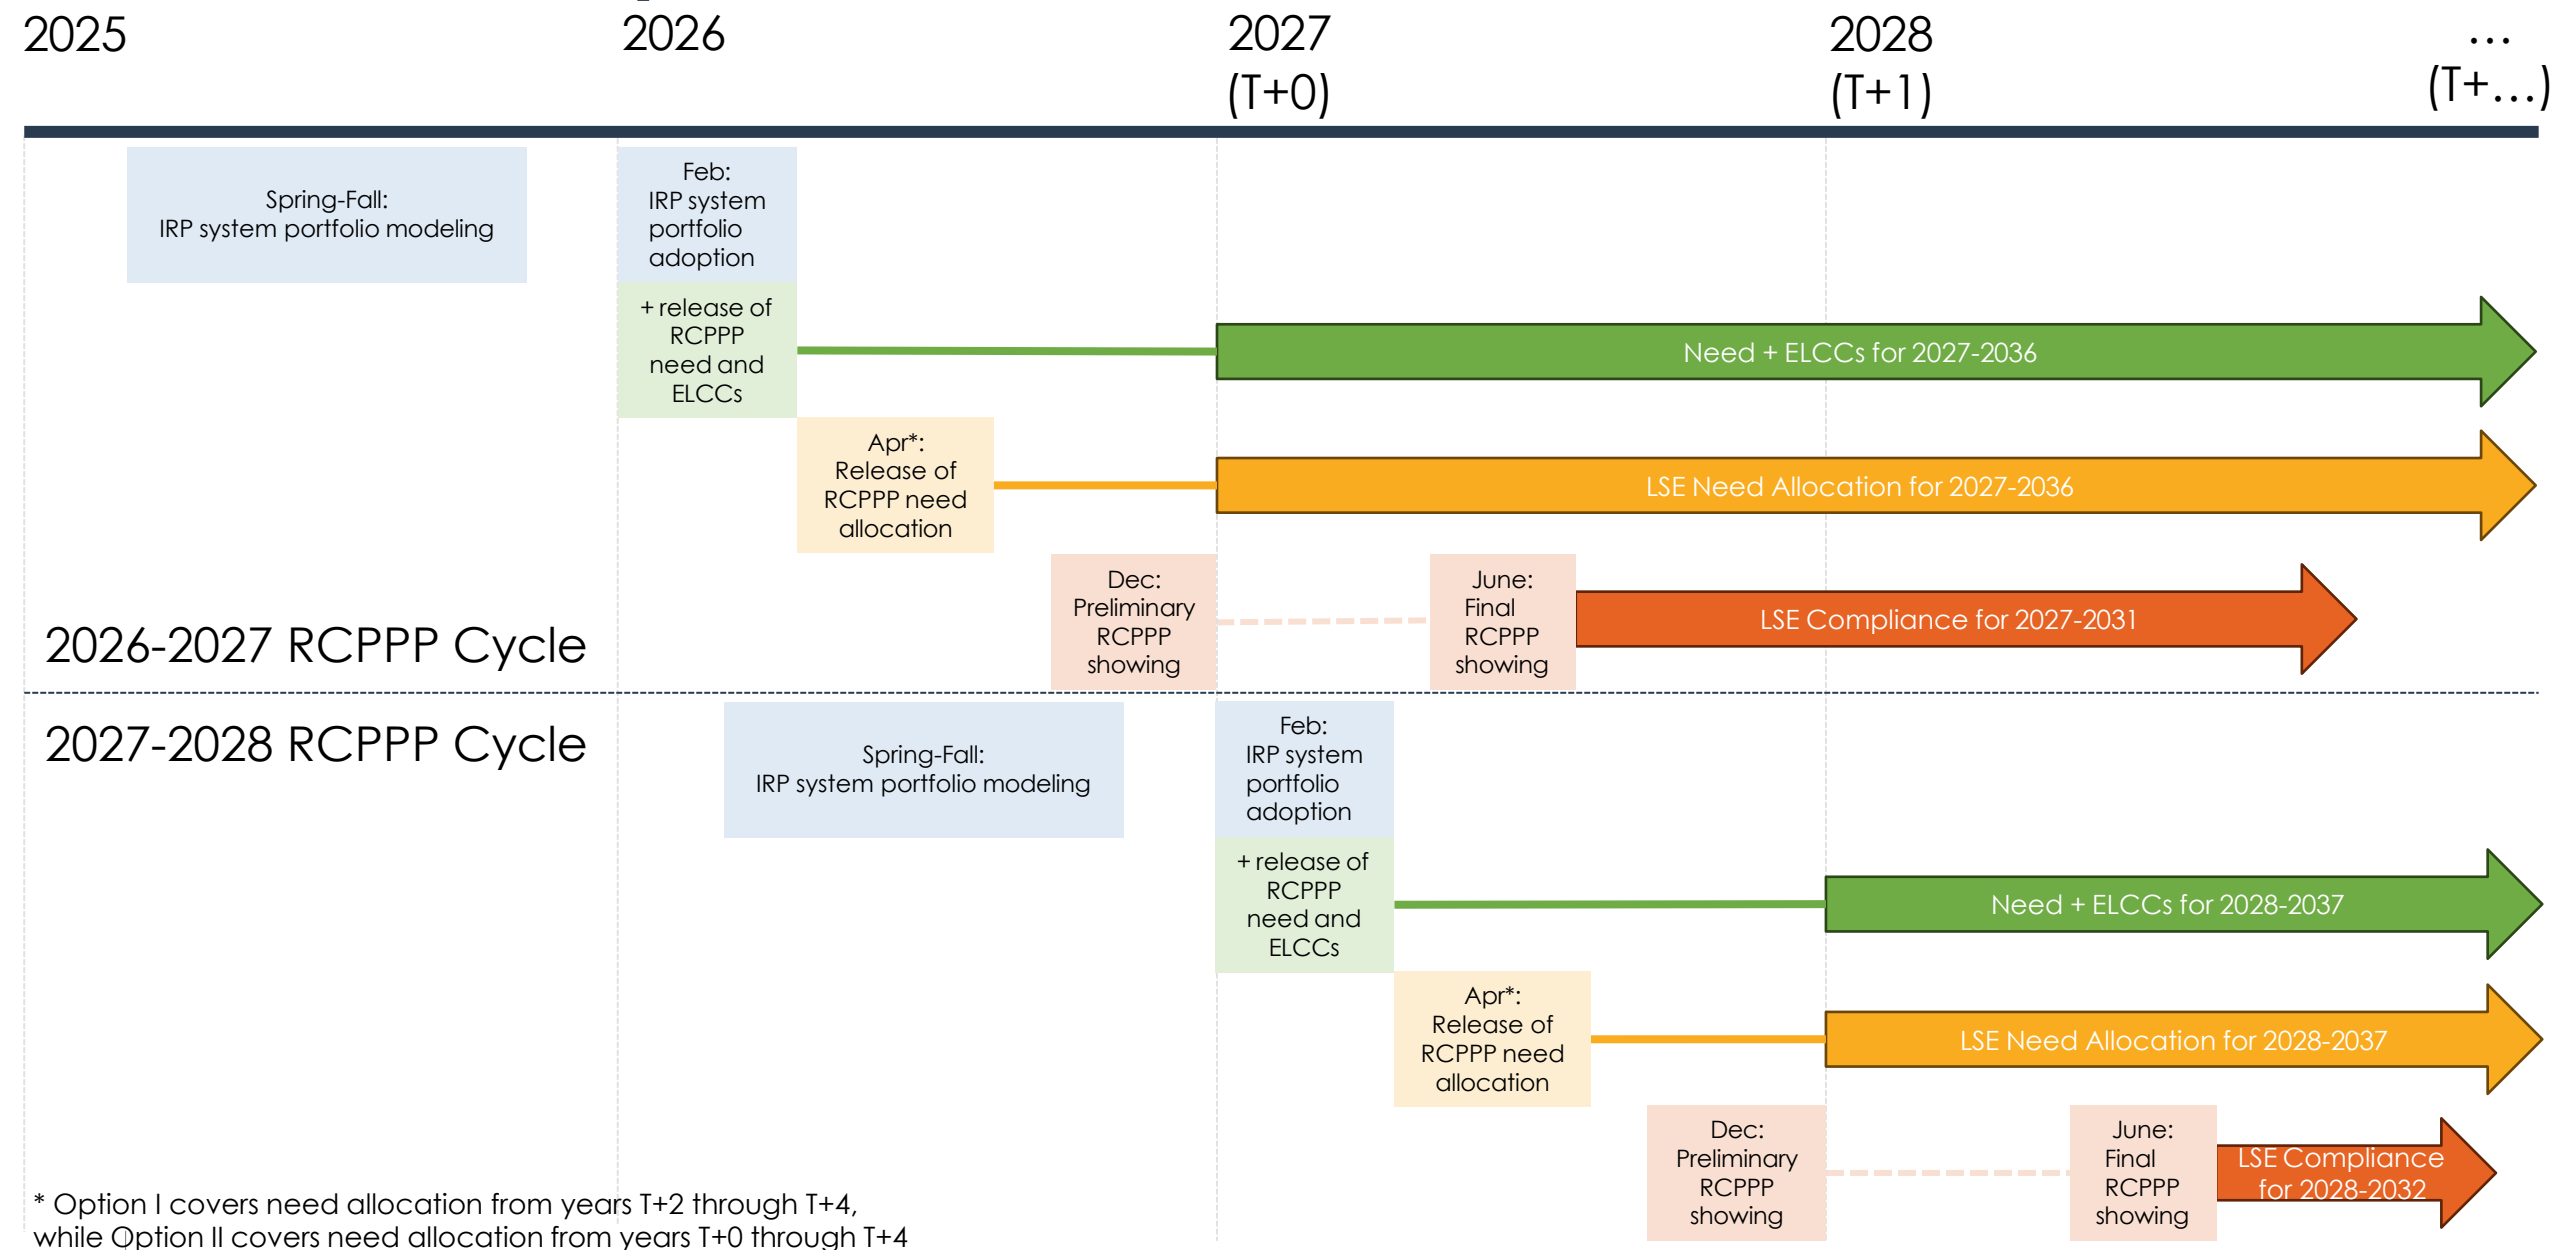 2025
2026
2027
(T+0)
2028
(T+1)
...
(T+...)
Spring-Fall:
IRP system portfolio modeling
Feb:
IRP system
portfolio
adoption
+ release of
RCPPP
need and
ELCCs
Need + ELCCs for 2027-2036
Apr*:
Release of
RCPPP need
allocation
LSE Need Allocation for 2027-2036
Dec:
Preliminary
RCPPP
showing
June:
Final
RCPPP
showing
LSE Compliance for 2027-2031
2026-2027 RCPPP Cycle
2027-2028 RCPPP Cycle
Spring-Fall:
IRP system portfolio modeling
Feb:
IRP system
portfolio
adoption
+ release of
RCPPP
need and
ELCCs
Need + ELCCs for 2028-2037
Apr*:
Release of
RCPPP need
allocation
LSE Need Allocation for 2028-2037
Dec:
Preliminary
RCPPP
showing
June:
Final
RCPPP
showing
LSE Compliance
for 2028-2032
* Option I covers need allocation from years T+2 through T+4,
while Option II covers need allocation from years T+0 through T+4